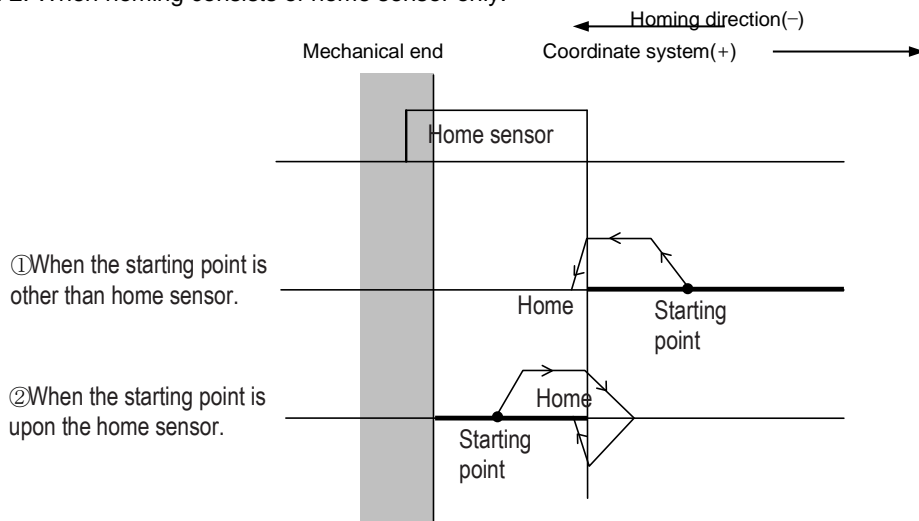 2. When homing consists of home sensor only.
Homing direction(−)
Mechanical end
Coordinate system(+)
Home sensor
①When the starting point is
other than home sensor.
Home
Starting
point
②When the starting point is
upon the home sensor.
Home
Starting
point